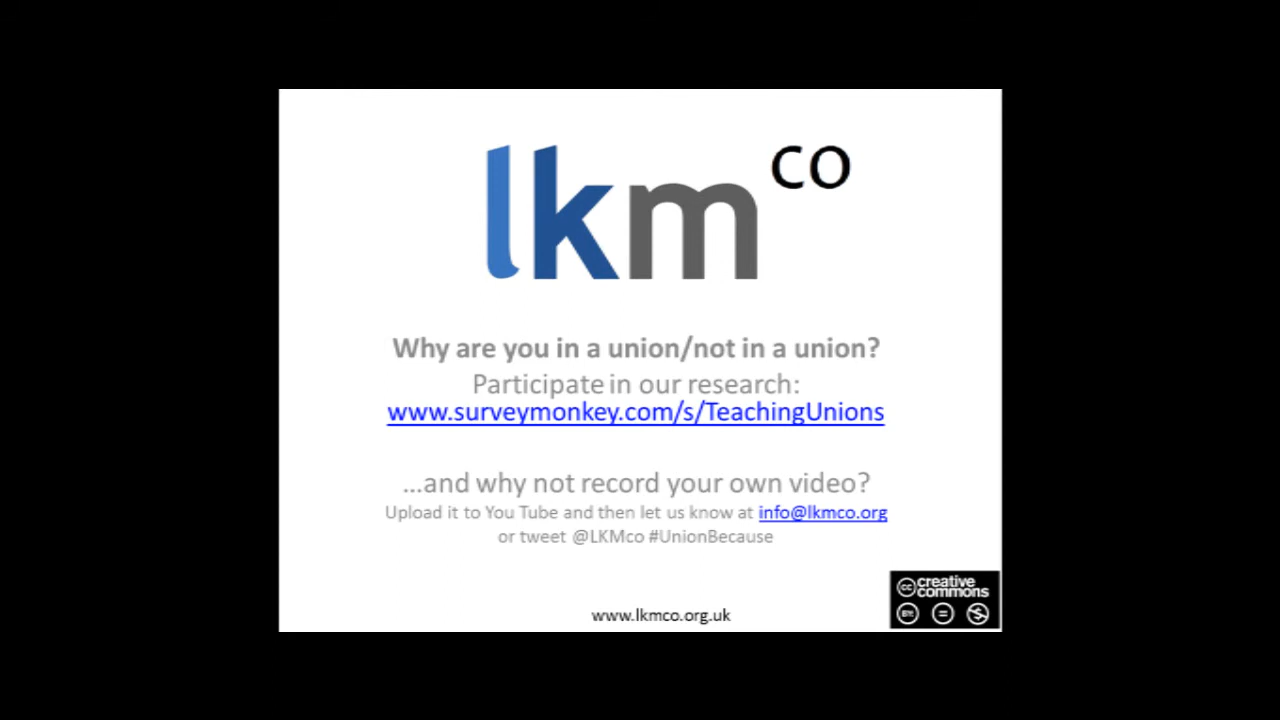 lkm co
Why are you in a union/not in a union?
Participate in our research:
www.surveymonkey.com/s/TeachingUnions
...and why not record your own video?
Upload it to You Tube and then let us know at info@lkmco.org
or tweet @LKMco #UnionBecause
www.lkmco.org.uk
cc creative
commons
BY: = $